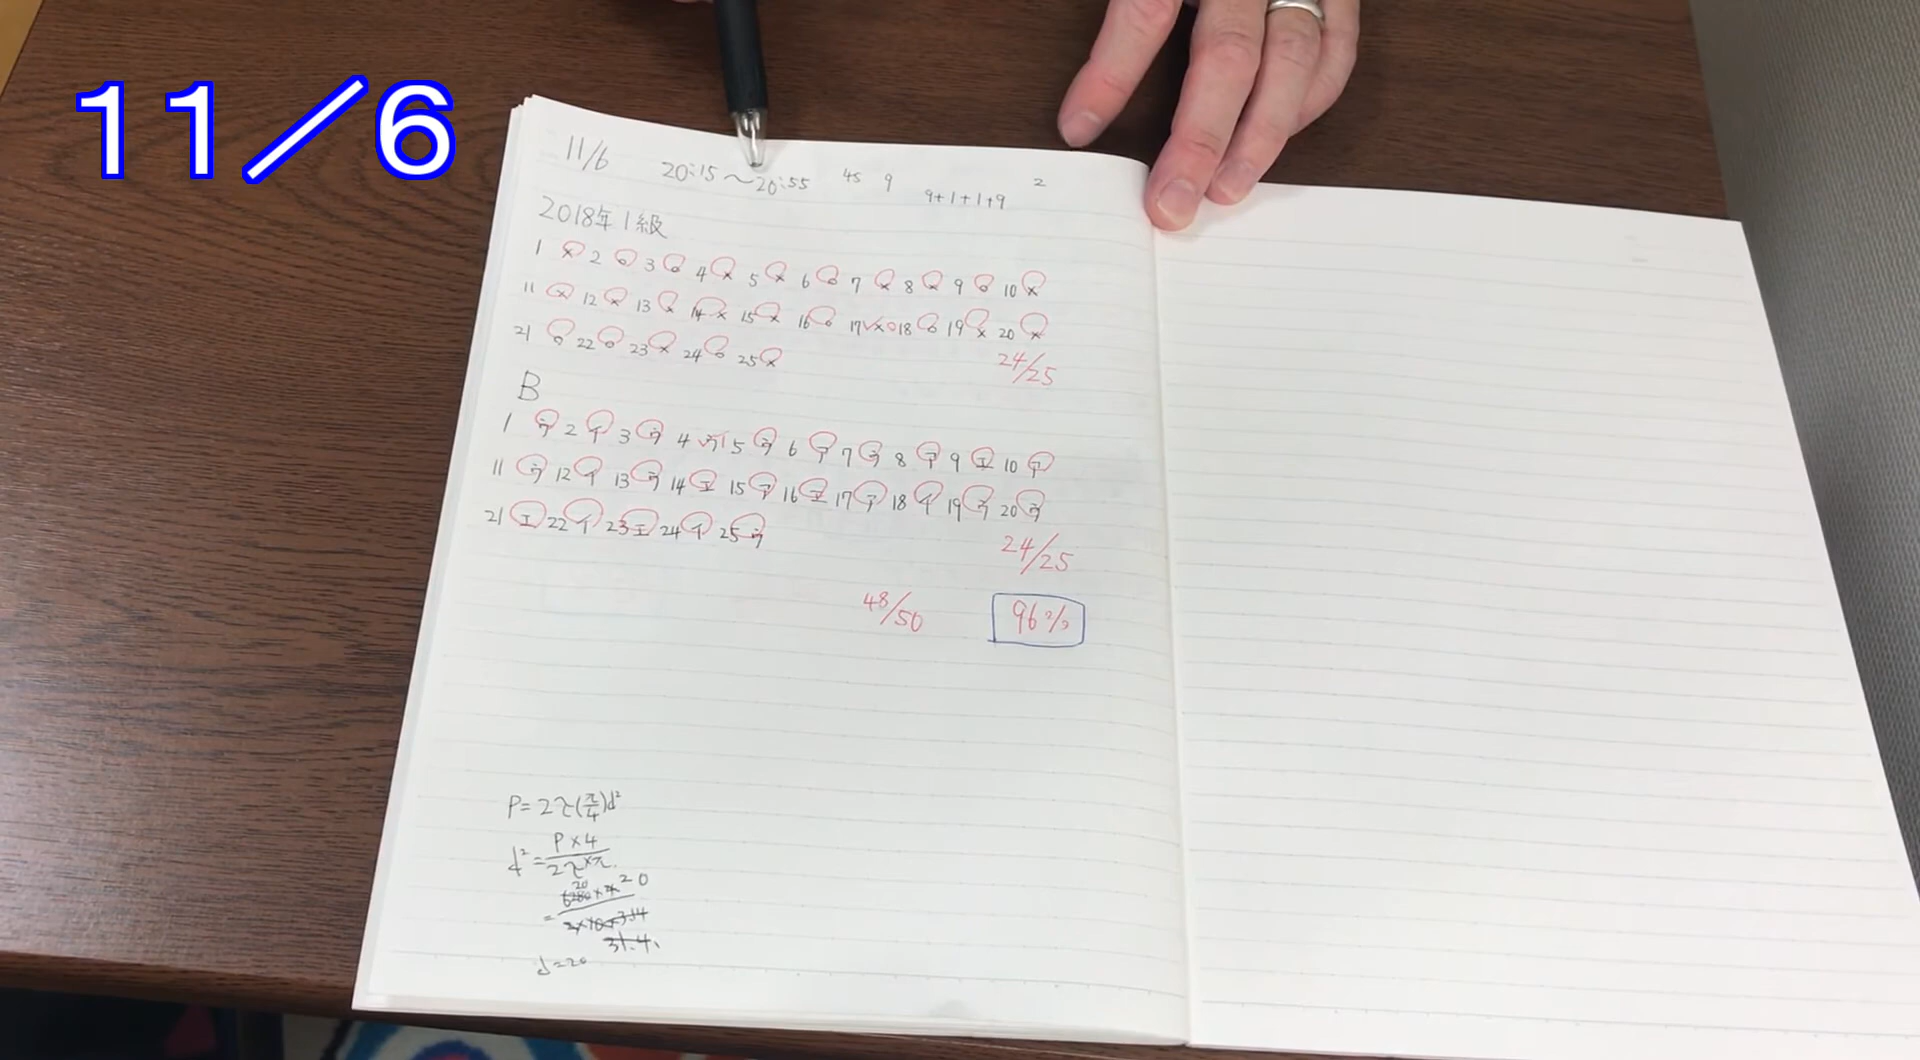 11／6
11/6 20:15〜20:55 45 9 9+1+1+9 2
2018年1級
1 × 2 ○ 3 ○ 4 × 5 × 6 ○ 7 × 8 × 9 ○ 10 ×
11 × 12 × 13 × 14 × 15 × 16 ○ 17 × ○ 18 ○ 19 × 20 ×
21 ○ 22 ○ 23 × 24 ○ 25 ×
24/25
B
1 ウ 2 イ 3 ウ 4 5 ウ 6 ア 7 ウ 8 ア 9 エ 10 ア
11 ウ 12 イ 13 ウ 14 エ 15 ア 16 エ 17 ア 18 イ 19 ウ 20 ウ
21 エ 22 イ 23 エ 24 イ 25 ウ
24/25
48/50 96%
P=2τ(π/4)d²
d²=P×4/2τ×π
20 20
31.4
d=20